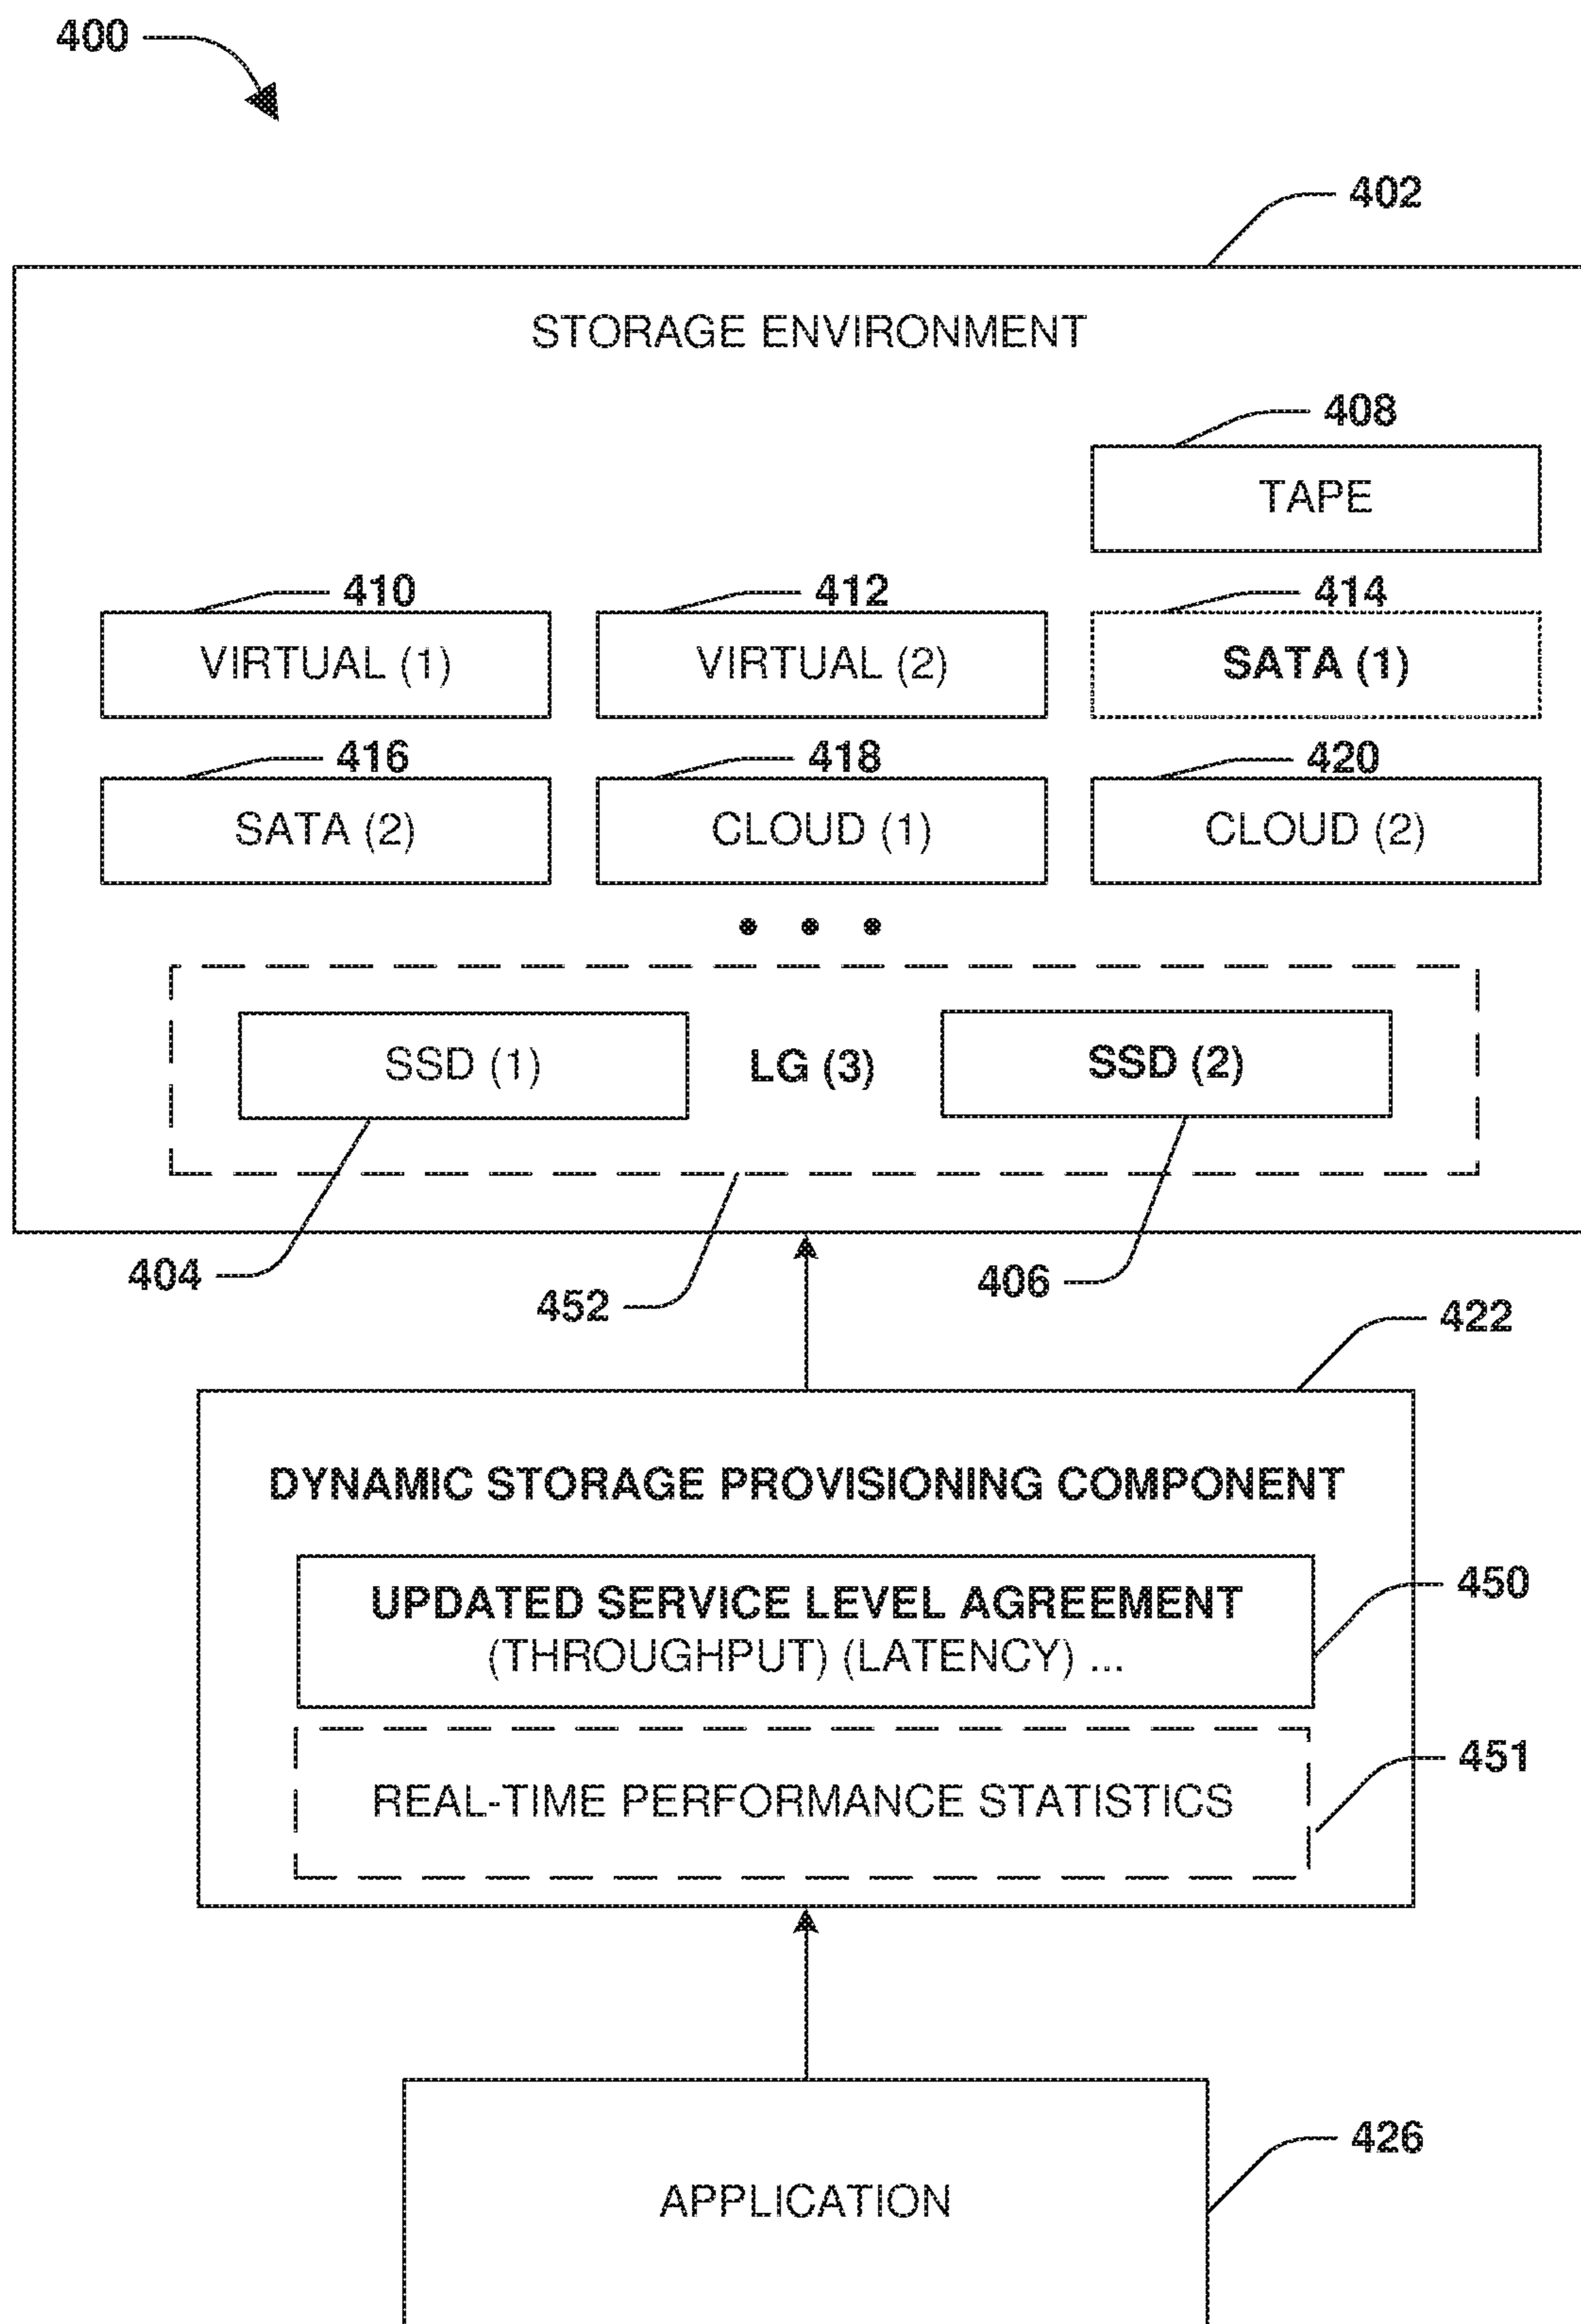 400
402
STORAGE ENVIRONMENT
408
TAPE
410
412
414
VIRTUAL (1)
VIRTUAL (2)
SATA (1)
416
418
420
SATA (2)
CLOUD (1)
CLOUD (2)
• • •
SSD (1)
LG (3)
SSD (2)
404
452
406
422
DYNAMIC STORAGE PROVISIONING COMPONENT
UPDATED SERVICE LEVEL AGREEMENT
(THROUGHPUT) (LATENCY) ...
450
REAL-TIME PERFORMANCE STATISTICS
451
426
APPLICATION